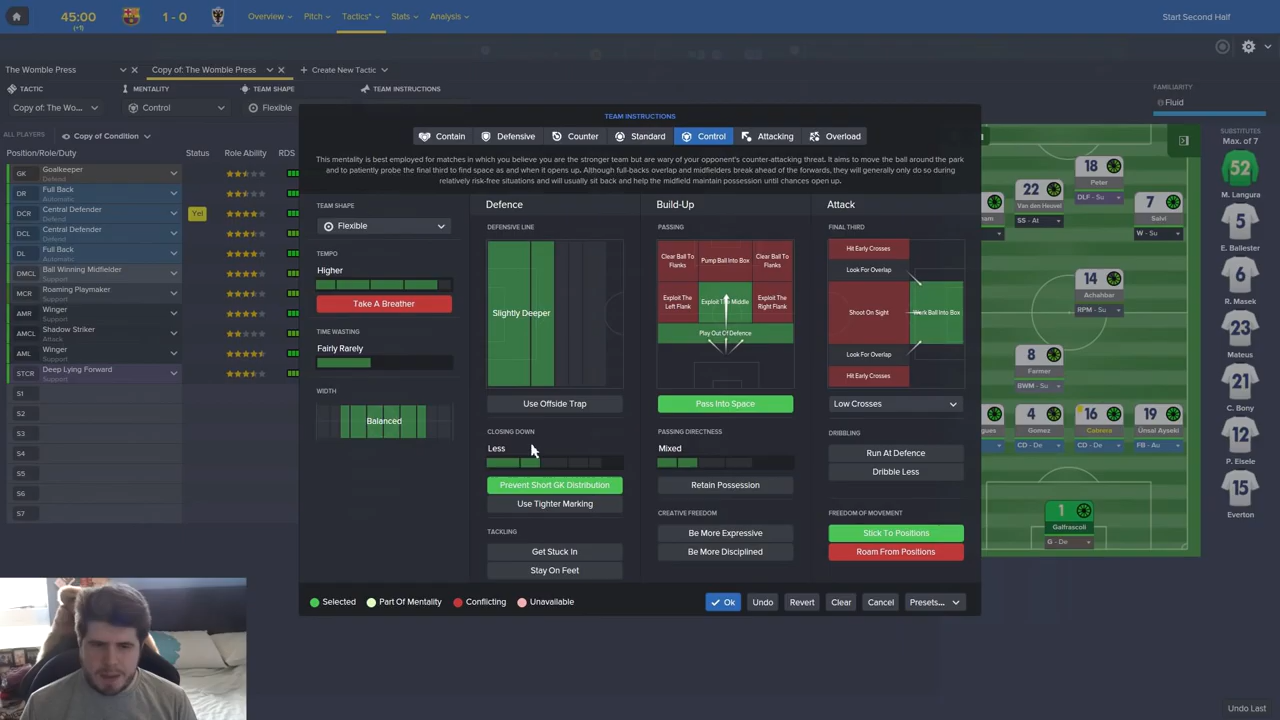 45:00
(+1)
1 - 0
Overview
Pitch
Tactics*
Stats
Analysis
Start Second Half
The Womble Press
Copy of: The Womble Press
Create New Tactic
TACTIC
MENTALITY
TEAM SHAPE
TEAM INSTRUCTIONS
Copy of: The Wo...
Control
Flexible
FAMILIARITY
Fluid
ALL PLAYERS
Copy of Condition
Position/Role/Duty
Status
Role Ability
RDS
GK
Goalkeeper
Defend
DR
Full Back
Automatic
DCR
Central Defender
Defend
Yel
DCL
Central Defender
Defend
DL
Full Back
Automatic
DMCL
Ball Winning Midfielder
Support
MCR
Roaming Playmaker
Support
AMR
Winger
Support
AMCL
Shadow Striker
Attack
AML
Winger
Support
STCR
Deep Lying Forward
Support
S1
S2
S3
S4
S5
S6
S7
TEAM INSTRUCTIONS
Contain
Defensive
Counter
Standard
Control
Attacking
Overload
This mentality is best employed for matches in which you believe you are the stronger team but are wary of your opponent's counter-attacking threat. It aims to move the ball around the park
and to patiently probe the final third to find space as and when it opens up. Although full-backs overlap and midfielders break ahead of the forwards, they will generally only do so during
relatively risk-free situations and will usually sit back and help the midfield maintain possession until chances open up.
TEAM SHAPE
Flexible
TEMPO
Higher
Take A Breather
TIME WASTING
Fairly Rarely
WIDTH
Balanced
Defence
DEFENSIVE LINE
Slightly Deeper
Use Offside Trap
CLOSING DOWN
Less
Prevent Short GK Distribution
Use Tighter Marking
TACKLING
Get Stuck In
Stay On Feet
Build-Up
PASSING
Clear Ball To
Flanks
Pump Ball Into Box
Clear Ball To
Flanks
Exploit The
Left Flank
Exploit The Middle
Exploit The
Right Flank
Play Out Of Defence
Pass Into Space
PASSING DIRECTNESS
Mixed
Retain Possession
CREATIVE FREEDOM
Be More Expressive
Be More Disciplined
Attack
FINAL THIRD
Hit Early Crosses
Look For Overlap
Shoot On Sight
Work Ball Into Box
Look For Overlap
Hit Early Crosses
Low Crosses
DRIBBLING
Run At Defence
Dribble Less
FREEDOM OF MOVEMENT
Stick To Positions
Roam From Positions
Selected
Part Of Mentality
Conflicting
Unavailable
Ok
Undo
Revert
Clear
Cancel
Presets...
18
Peter
DLF - Su
22
Van den Heuvel
SS - At
7
Salvi
W - Su
14
Achahbar
RPM - Su
8
Farmer
BWM - Su
4
Gomez
CD - De
16
Cabrera
CD - De
19
Ünsal Ayseki
FB - Au
1
Galfrascoli
G - De
SUBSTITUTES
Max. of 7
52
M. Langura
5
E. Ballester
6
R. Masek
23
Mateus
21
C. Bony
12
P. Eisele
15
Everton
Undo Last